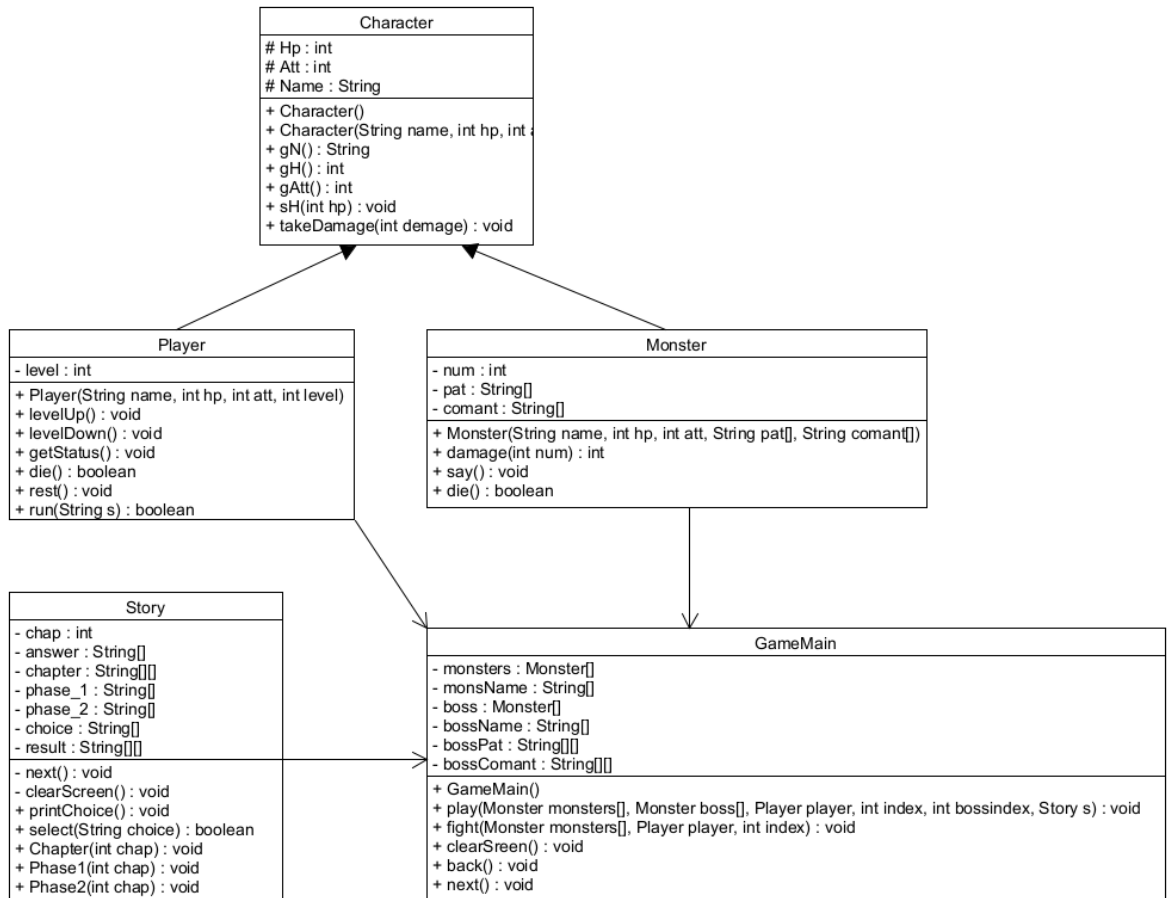 Character
# Hp : int
# Att : int
# Name : String
+ Character()
+ Character(String name, int hp, int a
+ gN() : String
+ gH() : int
+ gAtt() : int
+ sH(int hp) : void
+ takeDamage(int demage) : void
Player
- level : int
+ Player(String name, int hp, int att, int level)
+ levelUp() : void
+ levelDown() : void
+ getStatus() : void
+ die() : boolean
+ rest() : void
+ run(String s) : boolean
Monster
- num : int
- pat : String[]
- comant : String[]
+ Monster(String name, int hp, int att, String pat[], String comant[])
+ damage(int num) : int
+ say() : void
+ die() : boolean
Story
- chap : int
- answer : String[]
- chapter : String[][]
- phase_1 : String[]
- phase_2 : String[]
- choice : String[]
- result : String[][]
- next() : void
- clearScreen() : void
+ printChoice() : void
+ select(String choice) : boolean
+ Chapter(int chap) : void
+ Phase1(int chap) : void
+ Phase2(int chap) : void
GameMain
- monsters : Monster[]
- monsName : String[]
- boss : Monster[]
- bossName : String[]
- bossPat : String[][]
- bossComant : String[][]
+ GameMain()
+ play(Monster monsters[], Monster boss[], Player player, int index, int bossindex, Story s) : void
+ fight(Monster monsters[], Player player, int index) : void
+ clearSreen() : void
+ back() : void
+ next() : void